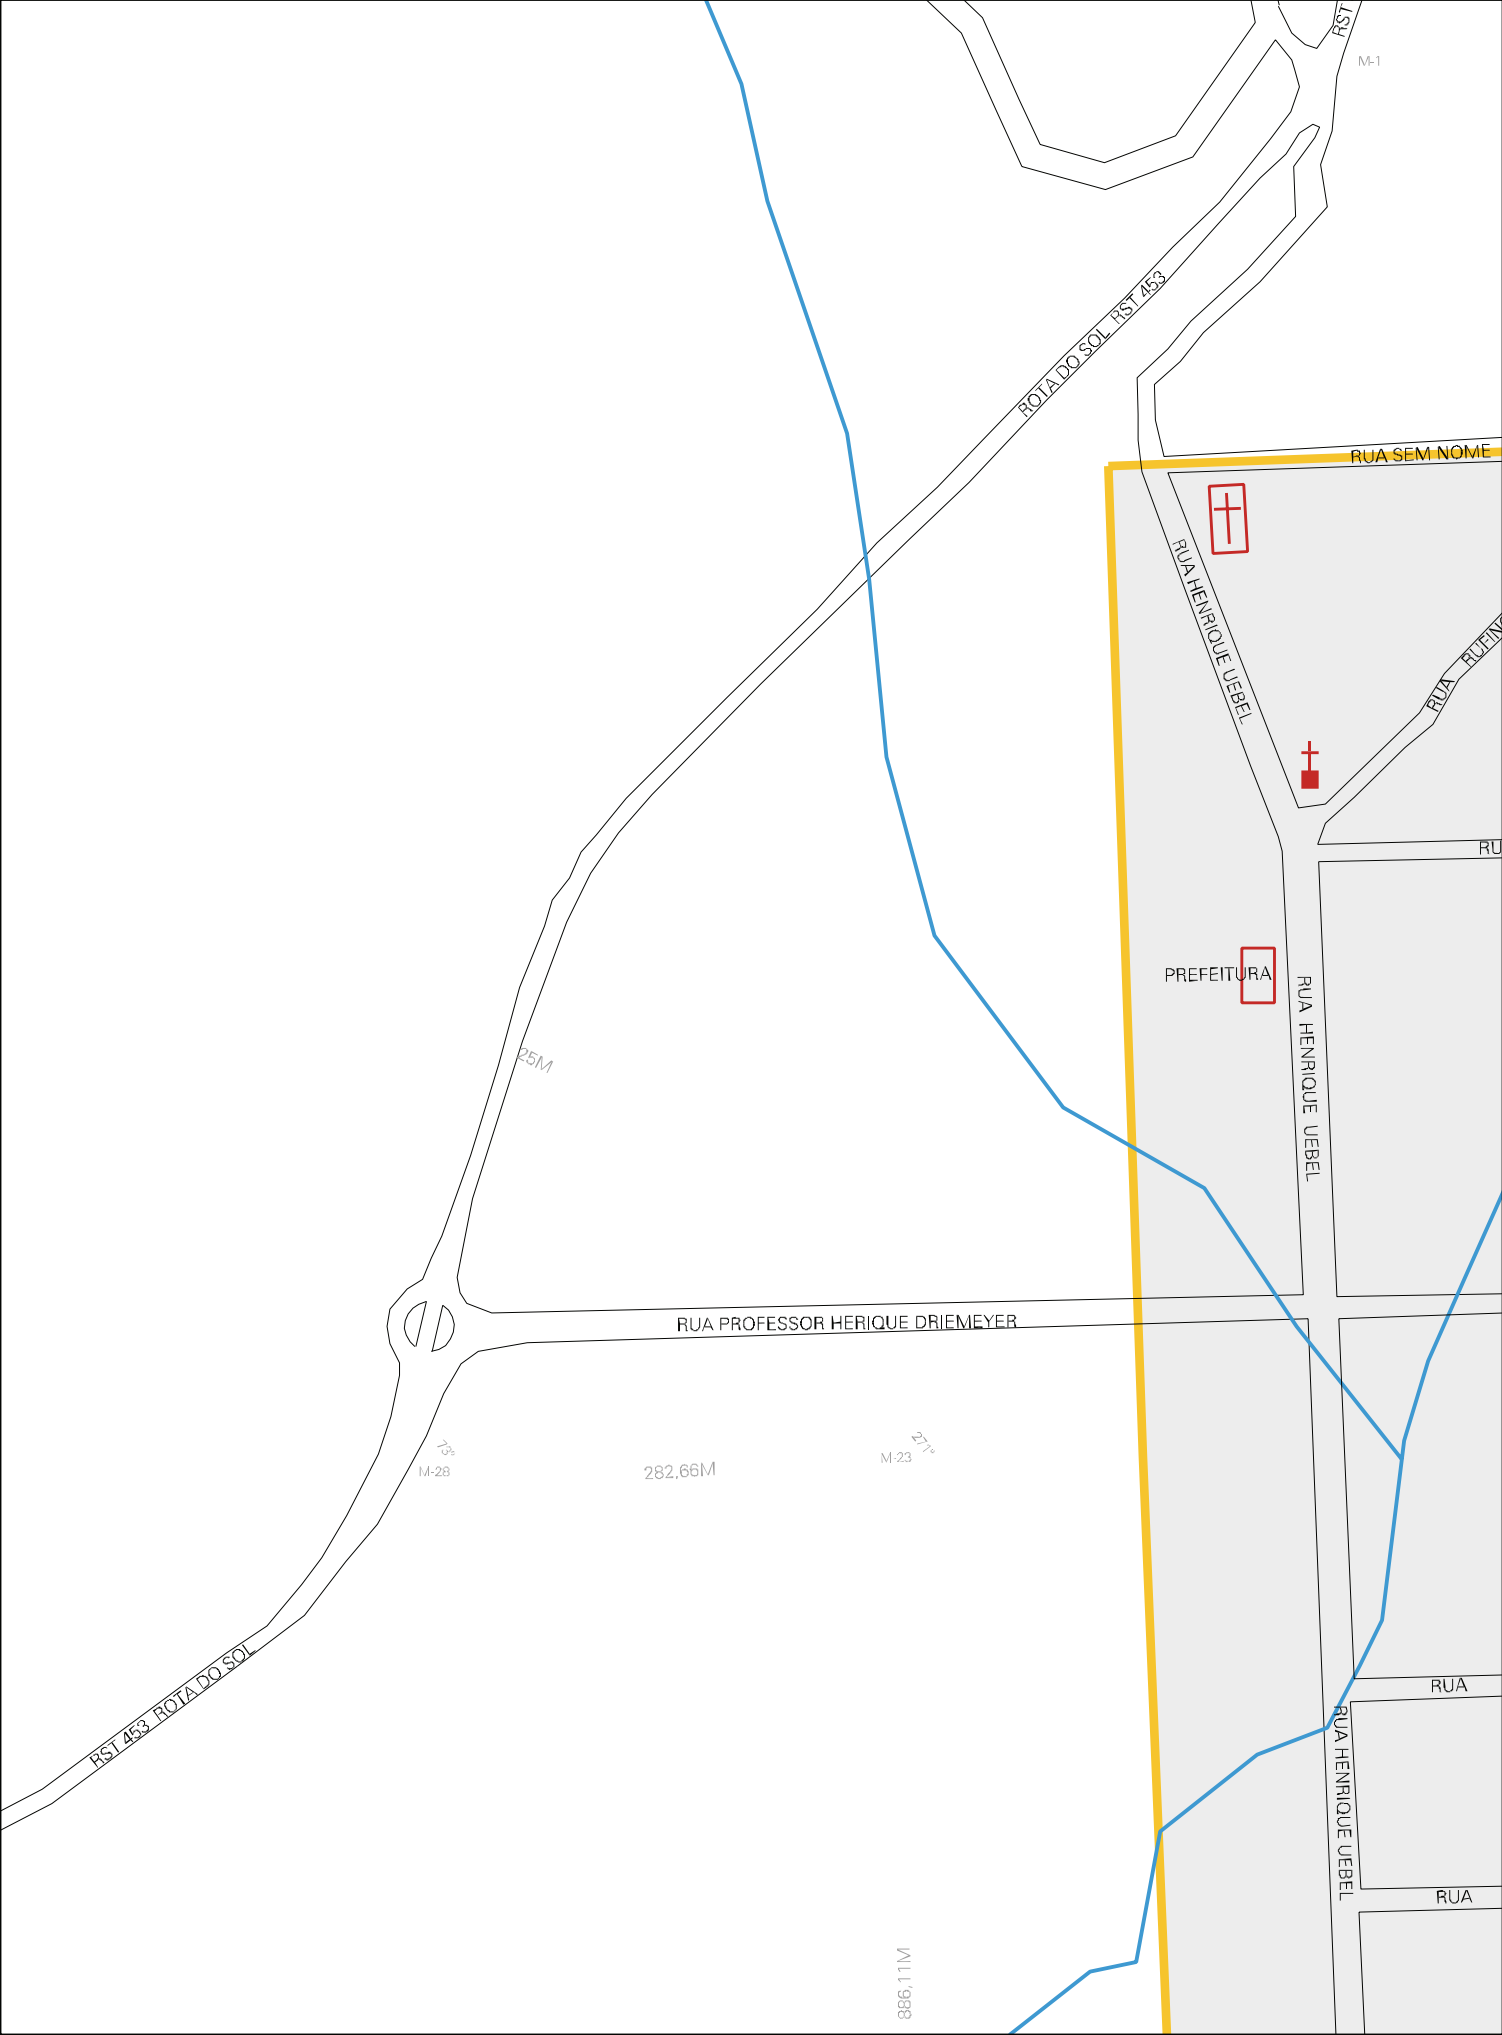 RST
M-1
ROTA DO SOL RST 453
RUA SEM NOME
RUA HENRIQUE UEBEL
RUA RUFINO
RU
PREFEITURA
RUA HENRIQUE UEBEL
25M
RUA PROFESSOR HERIQUE DRIEMEYER
73°
M-28
282,66M
271°
M-23
RST 453 ROTA DO SOL
RUA
RUA HENRIQUE UEBEL
RUA
886,11M